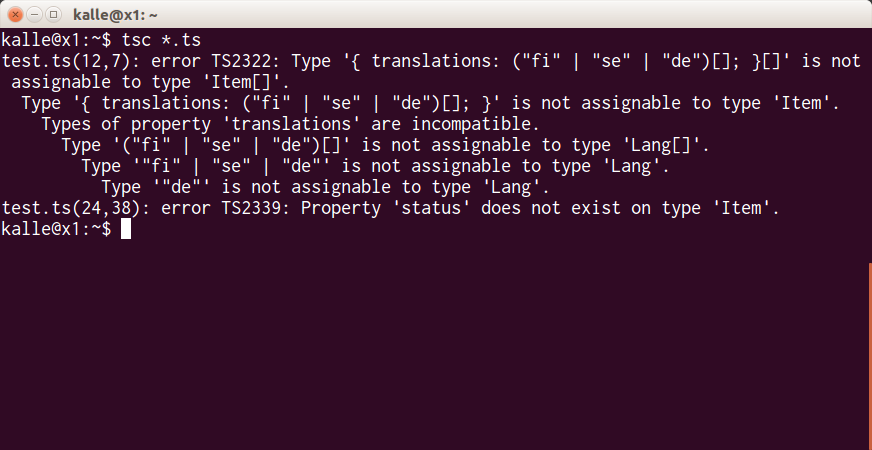 kalle@x1: ~
kalle@x1:~$ tsc *.ts
test.ts(12,7): error TS2322: Type '{ translations: ("fi" | "se" | "de")[]; }[]' is not
 assignable to type 'Item[]'.
  Type '{ translations: ("fi" | "se" | "de")[]; }' is not assignable to type 'Item'.
    Types of property 'translations' are incompatible.
      Type '("fi" | "se" | "de")[]' is not assignable to type 'Lang[]'.
        Type '"fi" | "se" | "de"' is not assignable to type 'Lang'.
          Type '"de"' is not assignable to type 'Lang'.
test.ts(24,38): error TS2339: Property 'status' does not exist on type 'Item'.
kalle@x1:~$